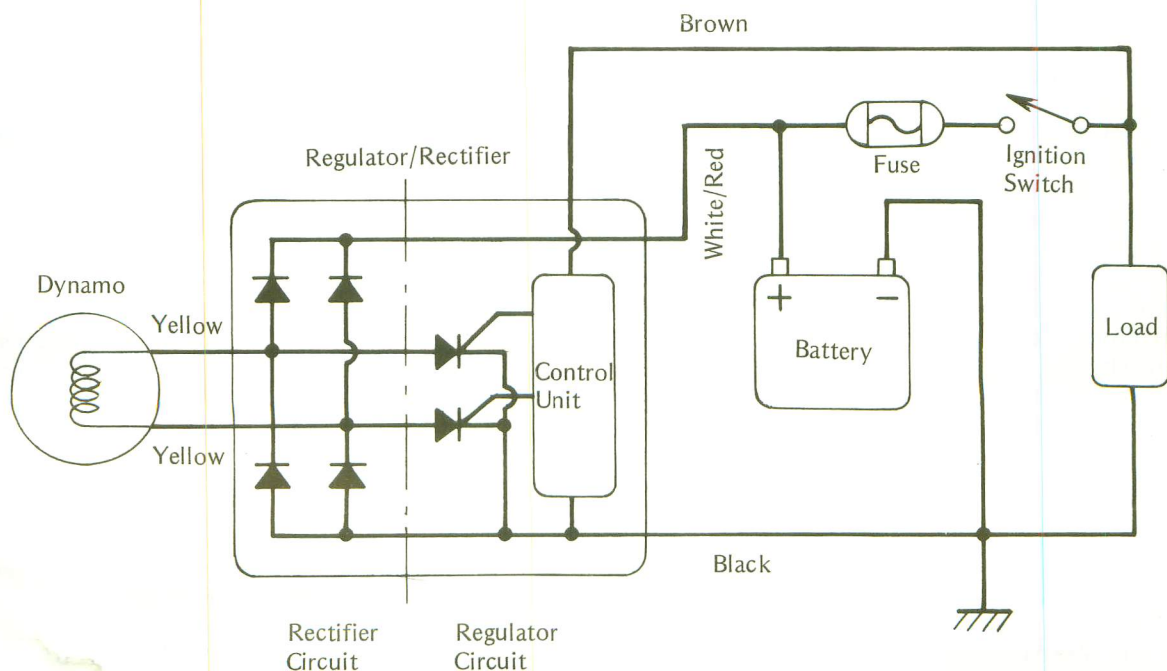 Brown
Regulator/Rectifier
White/Red
Fuse
Ignition
Switch
Dynamo
Yellow
Yellow
+
−
Battery
Load
Control
Unit
Black
Rectifier
Circuit
Regulator
Circuit